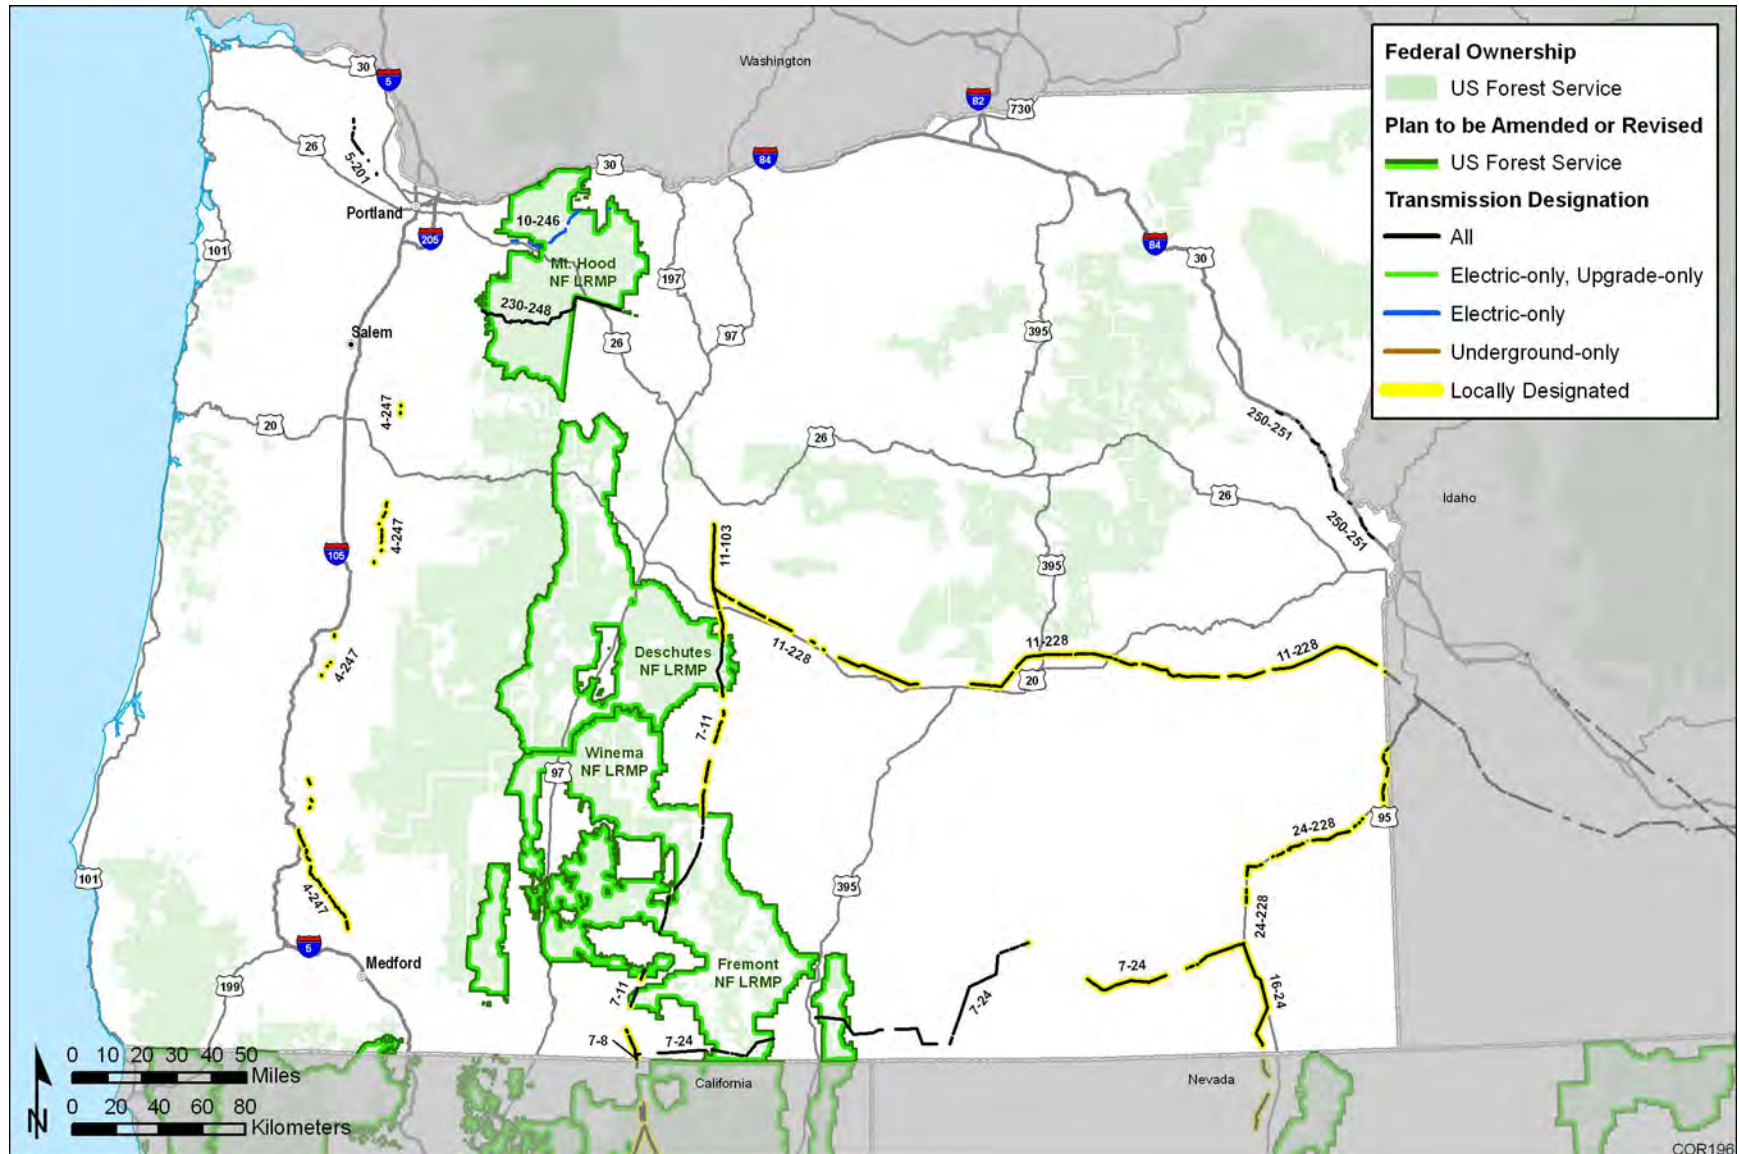 Washington
Federal Ownership
US Forest Service
Plan to be Amended or Revised
US Forest Service
Transmission Designation
All
Electric-only, Upgrade-only
Electric-only
Underground-only
Locally Designated
30
5
82
730
26
5-201
30
84
Portland
10-246
205
101
84
30
Mt. Hood
NF LRMP
197
230-248
395
97
26
Salem
4-247
20
26
250-251
Idaho
26
4-247
250-251
105
11-103
395
4-247
Deschutes
NF LRMP
11-228
11-228
11-228
20
7-11
Winema
NF LRMP
97
95
24-228
101
4-247
395
24-228
5
Medford
Fremont
NF LRMP
7-24
199
7-11
7-24
16-24
7-8
7-24
0 10 20 30 40 50
Miles
0 20 40 60 80
Kilometers
N
California
Nevada
COR196